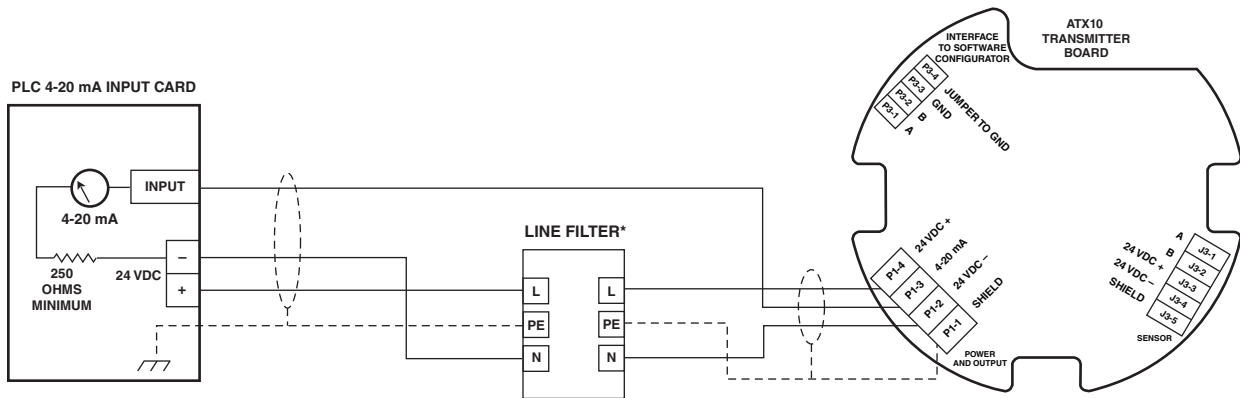 PLC 4-20 mA INPUT CARD
INPUT
4-20 mA
250
OHMS
MINIMUM
24 VDC
–
+
LINE FILTER*
L
PE
N
L
PE
N
ATX10
TRANSMITTER
BOARD
INTERFACE
TO SOFTWARE
CONFIGURATOR
P3-4
P3-3
P3-2
P3-1
JUMPER TO GND
GND
B
A
P1-4
P1-3
P1-2
P1-1
24 VDC +
4-20 mA
24 VDC –
SHIELD
POWER
AND OUTPUT
A
B
24 VDC +
24 VDC –
SHIELD
J3-1
J3-2
J3-3
J3-4
J3-5
SENSOR